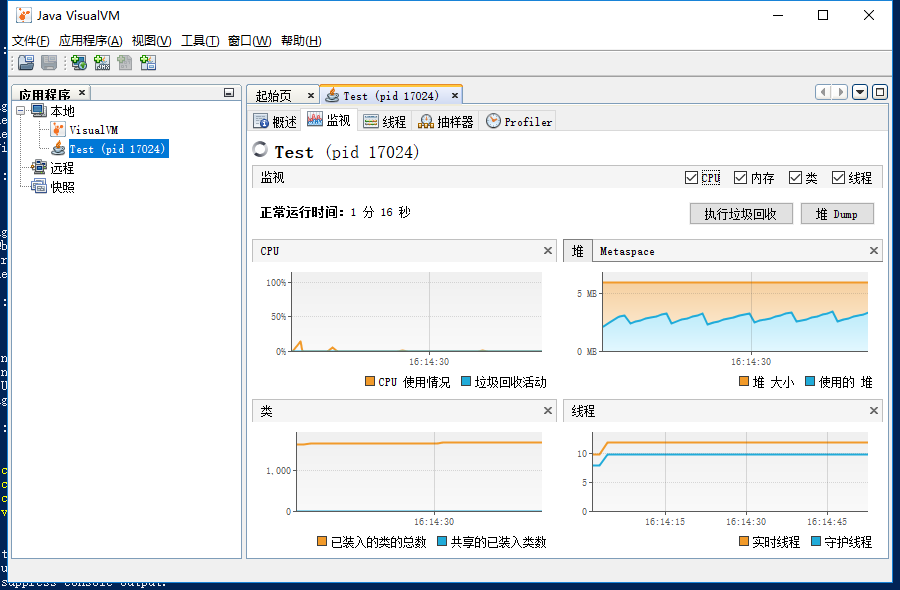 Java VisualVM
文件(F) 应用程序(A) 视图(V) 工具(T) 窗口(W) 帮助(H)
应用程序
本地
VisualVM
Test (pid 17024)
远程
快照
起始页 Test (pid 17024)
概述 监视 线程 抽样器 Profiler
Test (pid 17024)
监视 CPU 内存 类 线程
正常运行时间: 1 分 16 秒 执行垃圾回收 堆 Dump
CPU
100%
50%
0%
16:14:30
CPU 使用情况 垃圾回收活动
堆 Metaspace
5 MB
0 MB
16:14:30
堆 大小 使用的 堆
类
1,000
0
16:14:30
已装入的类的总数 共享的已装入类数
线程
10
5
0
16:14:15 16:14:30 16:14:45
实时线程 守护线程
suppress console output.